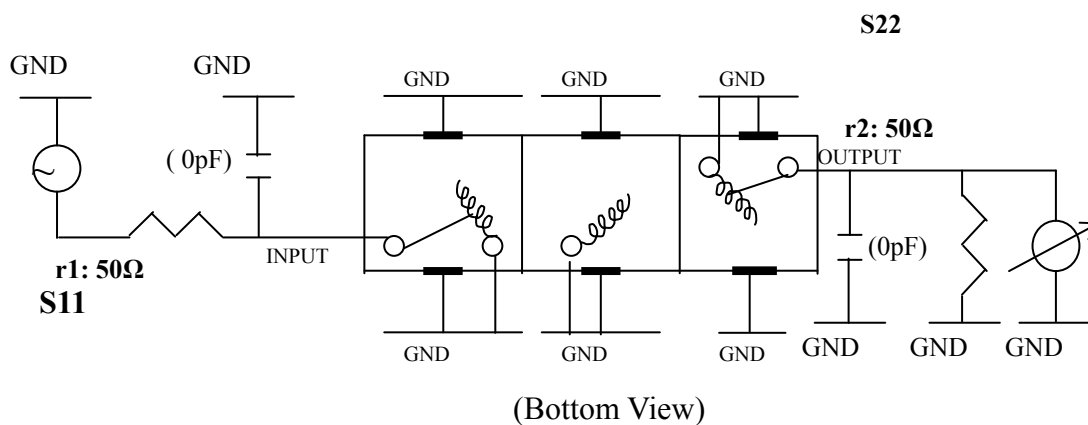 S22
GND
GND
GND
GND
GND
r2: 50Ω
OUTPUT
( 0pF)
INPUT
(0pF)
r1: 50Ω
S11
GND
GND
GND
GND
GND
GND
(Bottom View)